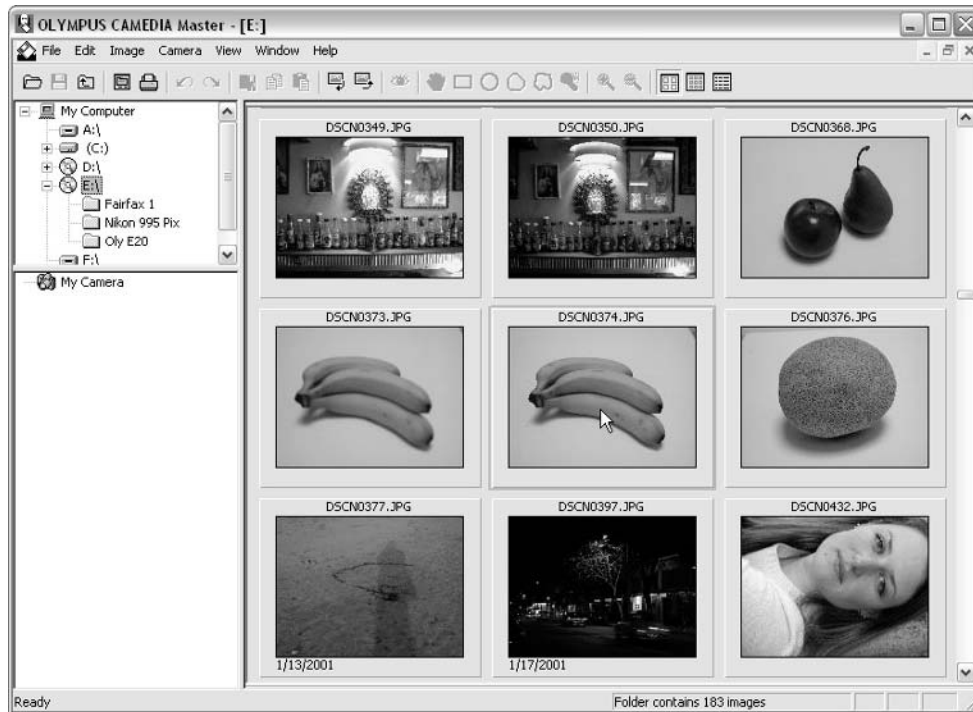 OLYMPUS CAMEDIA Master - [E:]
File Edit Image Camera View Window Help
My Computer
A:\
(C:)
D:\
E:\
Fairfax 1
Nikon 995 Pix
Oly E20
F:\
My Camera
DSCN0349.JPG DSCN0350.JPG DSCN0368.JPG
DSCN0373.JPG DSCN0374.JPG DSCN0376.JPG
DSCN0377.JPG DSCN0397.JPG DSCN0432.JPG
1/13/2001 1/17/2001
Ready Folder contains 183 images